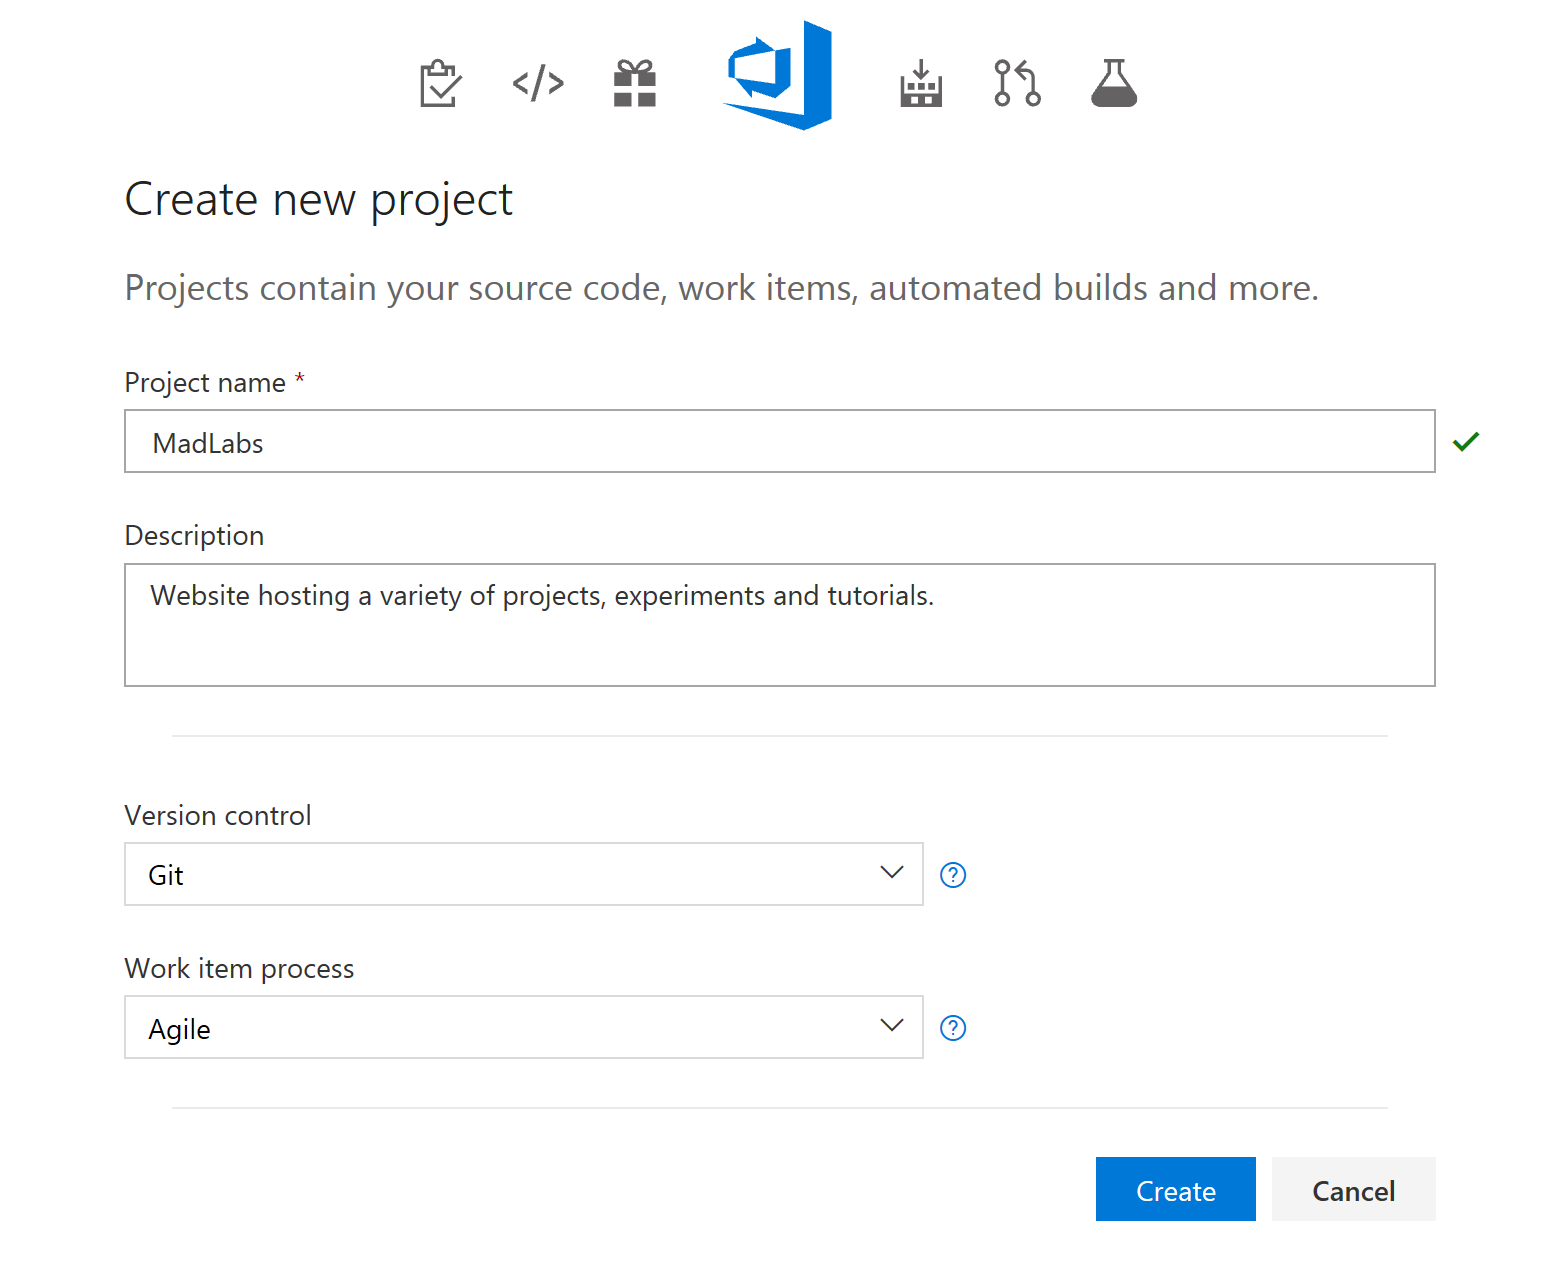 Create new project
Projects contain your source code, work items, automated builds and more.
Project name *
MadLabs
Description
Website hosting a variety of projects, experiments and tutorials.
Version control
Git
Work item process
Agile
Create
Cancel